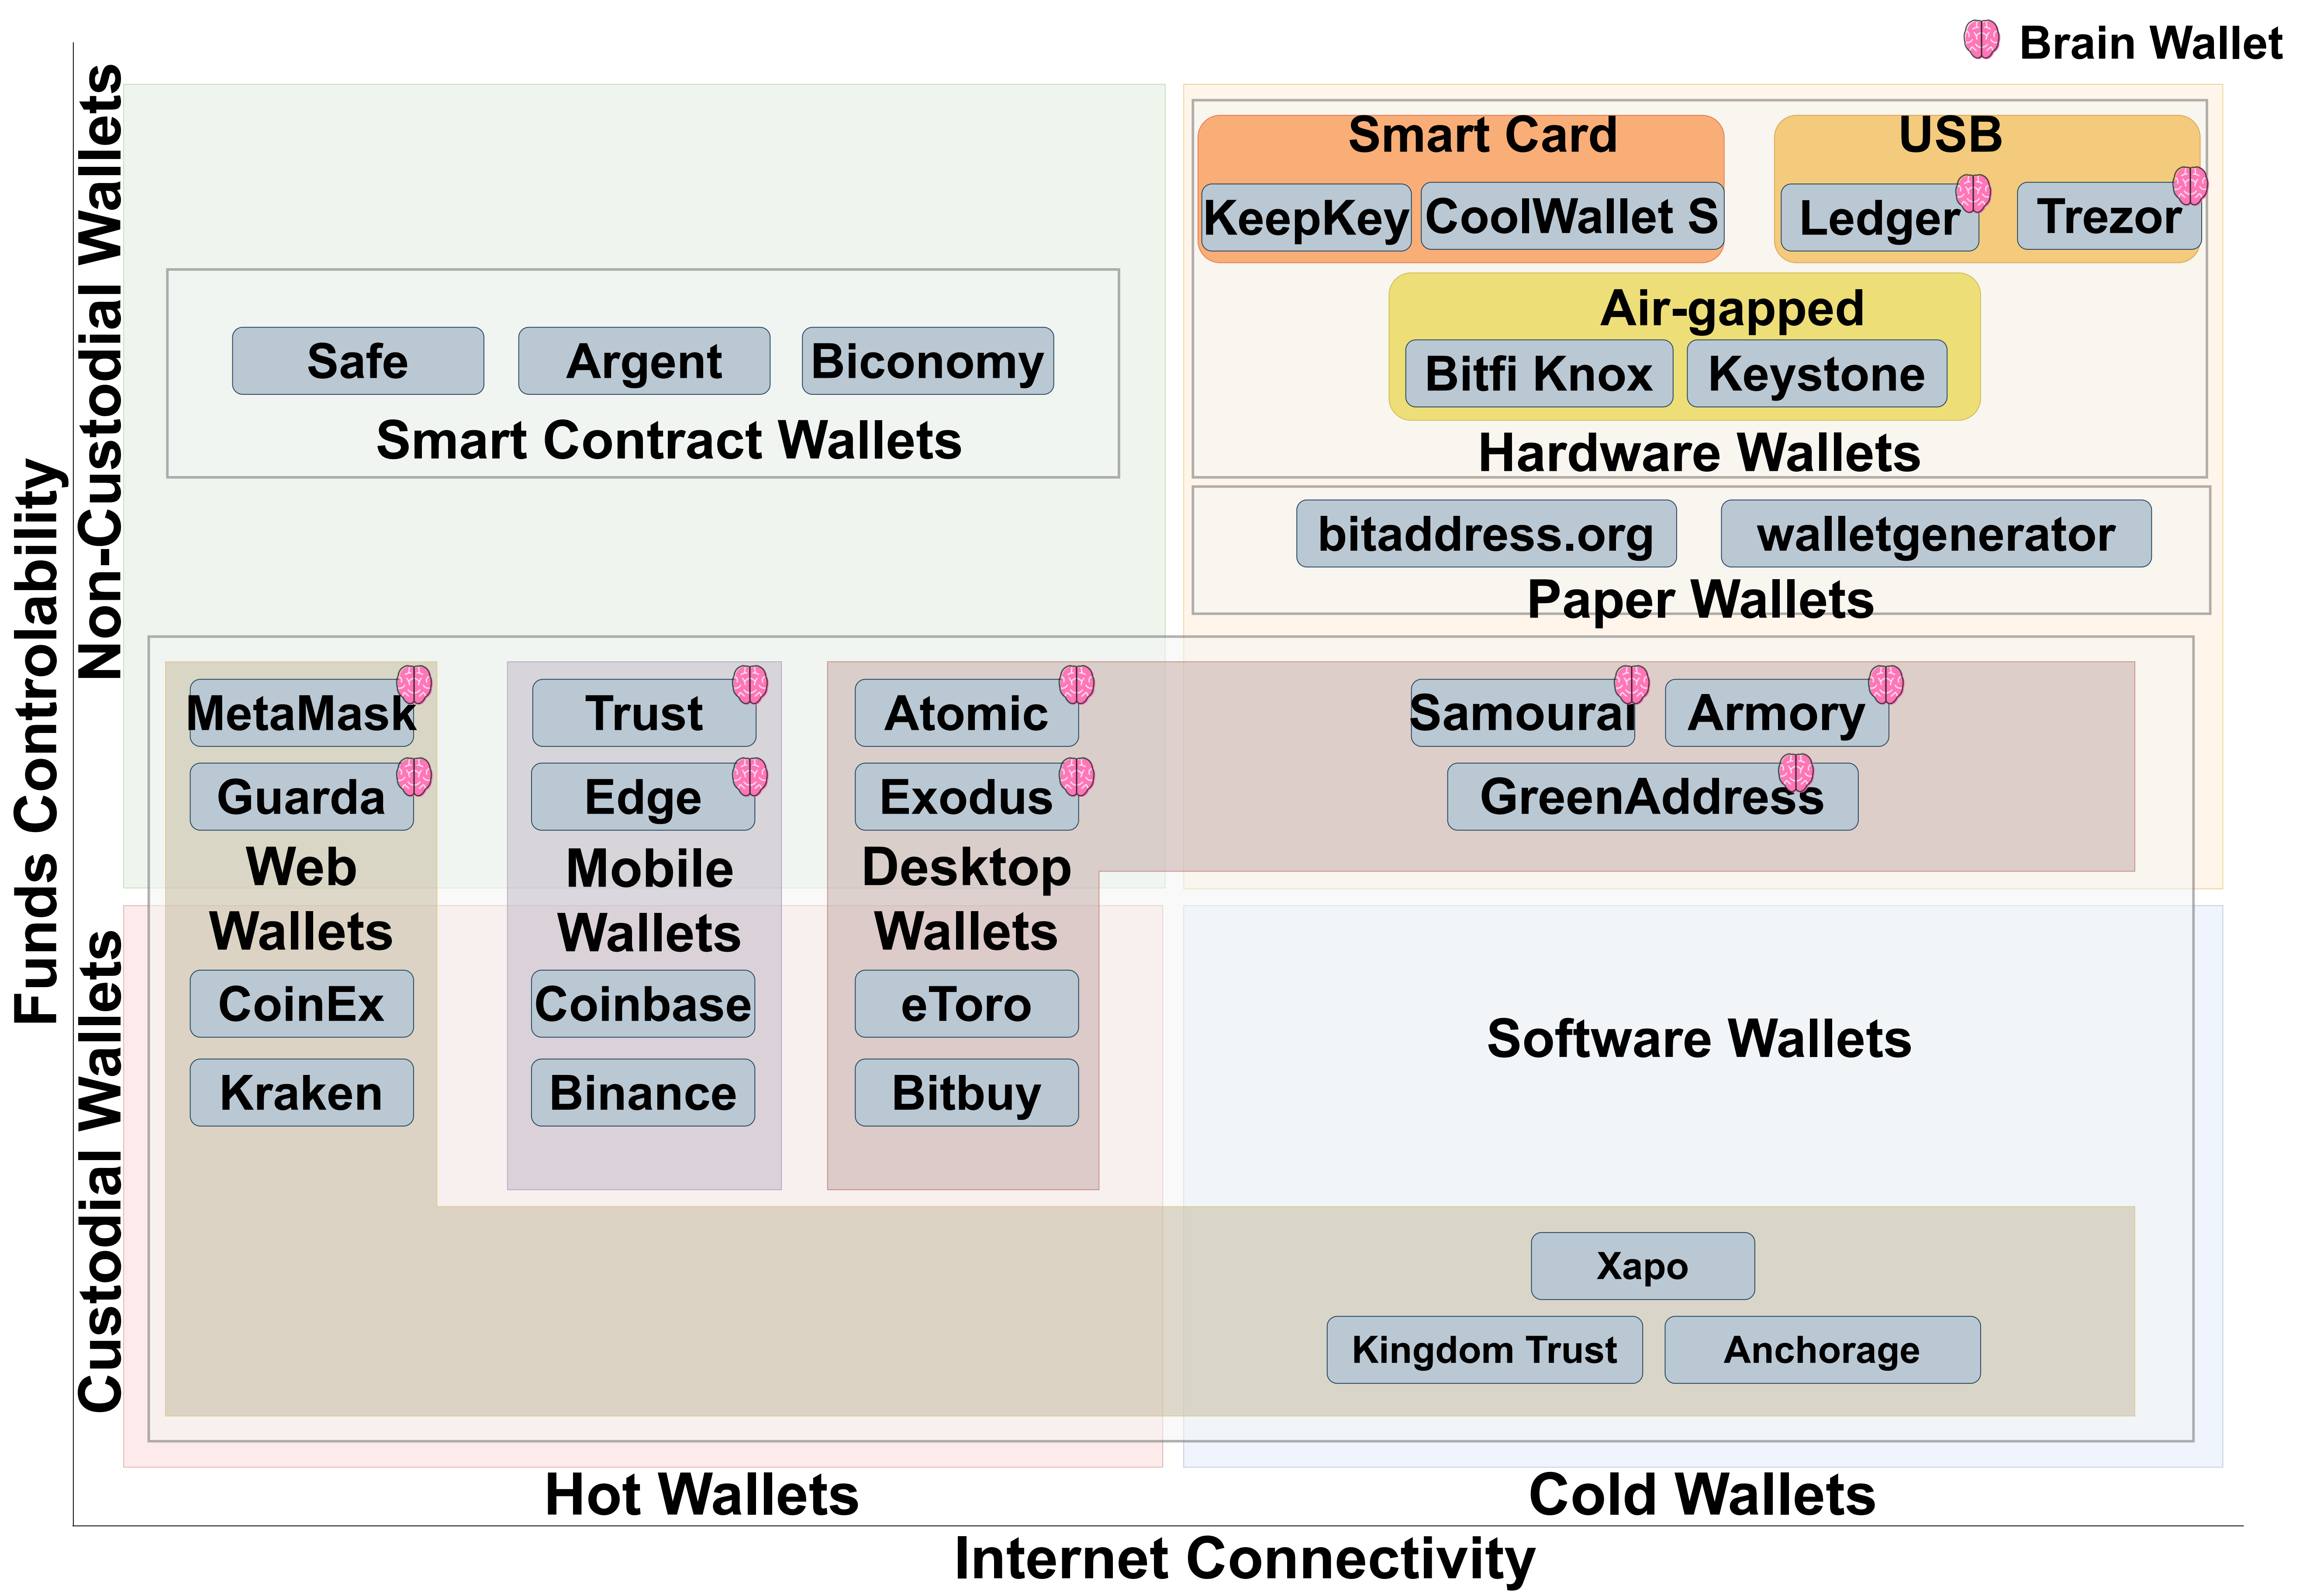 Brain Wallet
Funds Controlability
Non-Custodial Wallets
Custodial Wallets
Smart Card
KeepKey
CoolWallet S
USB
Ledger
Trezor
Air-gapped
Bitfi Knox
Keystone
Hardware Wallets
Safe
Argent
Biconomy
Smart Contract Wallets
bitaddress.org
walletgenerator
Paper Wallets
MetaMask
Guarda
Web
Wallets
CoinEx
Kraken
Trust
Edge
Mobile
Wallets
Coinbase
Binance
Atomic
Exodus
Desktop
Wallets
eToro
Bitbuy
Samourai
Armory
GreenAddress
Software Wallets
Xapo
Kingdom Trust
Anchorage
Hot Wallets
Cold Wallets
Internet Connectivity